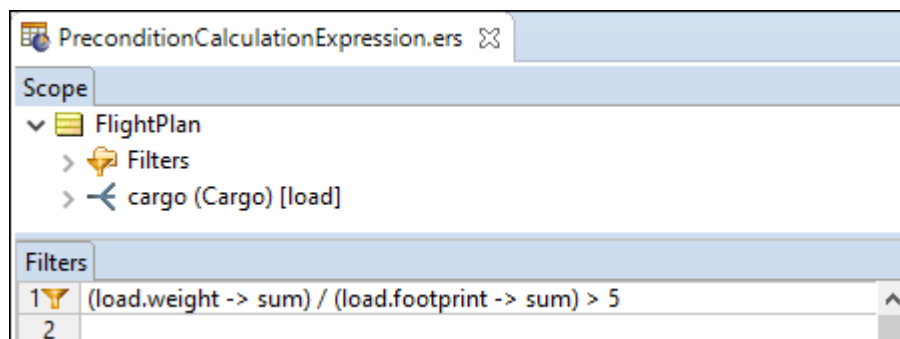 PreconditionCalculationExpression.ers
Scope
FlightPlan
Filters
cargo (Cargo) [load]
Filters
1 (load.weight -> sum) / (load.footprint -> sum) > 5
2